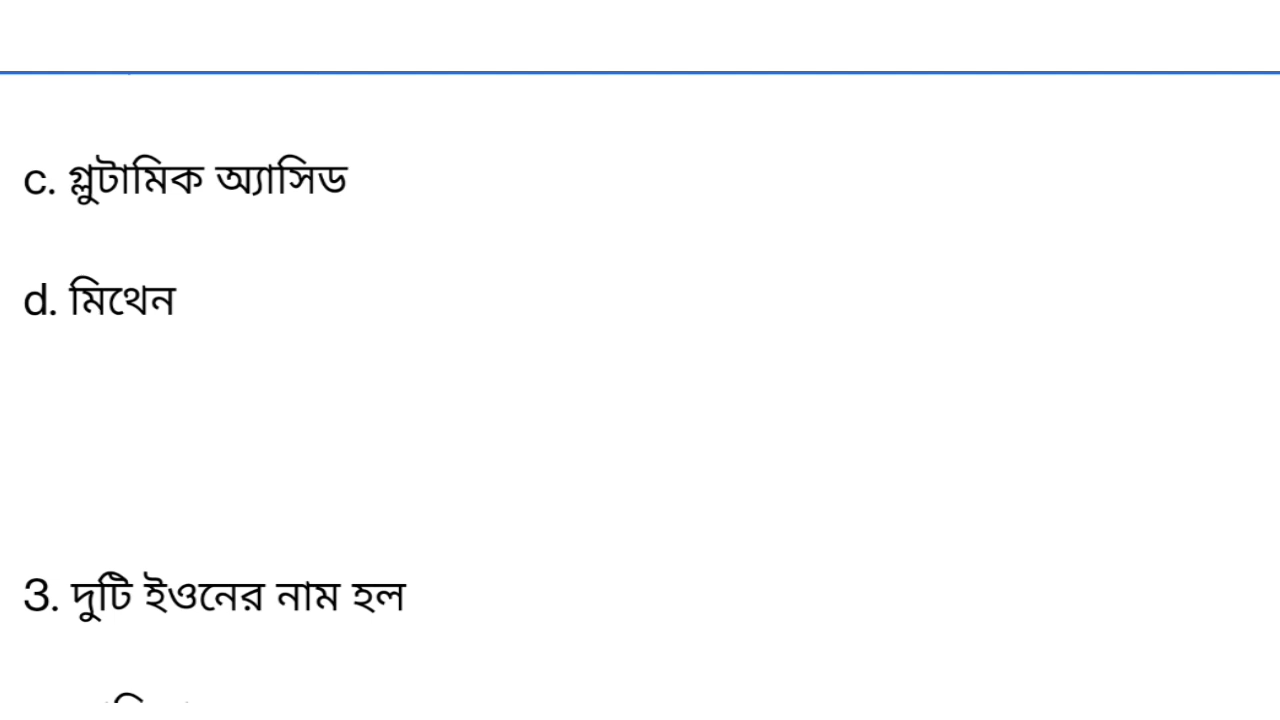 c. গ্লুটামিক অ্যাসিড
d. মিথেন
3. দুটি ইওনের নাম হল